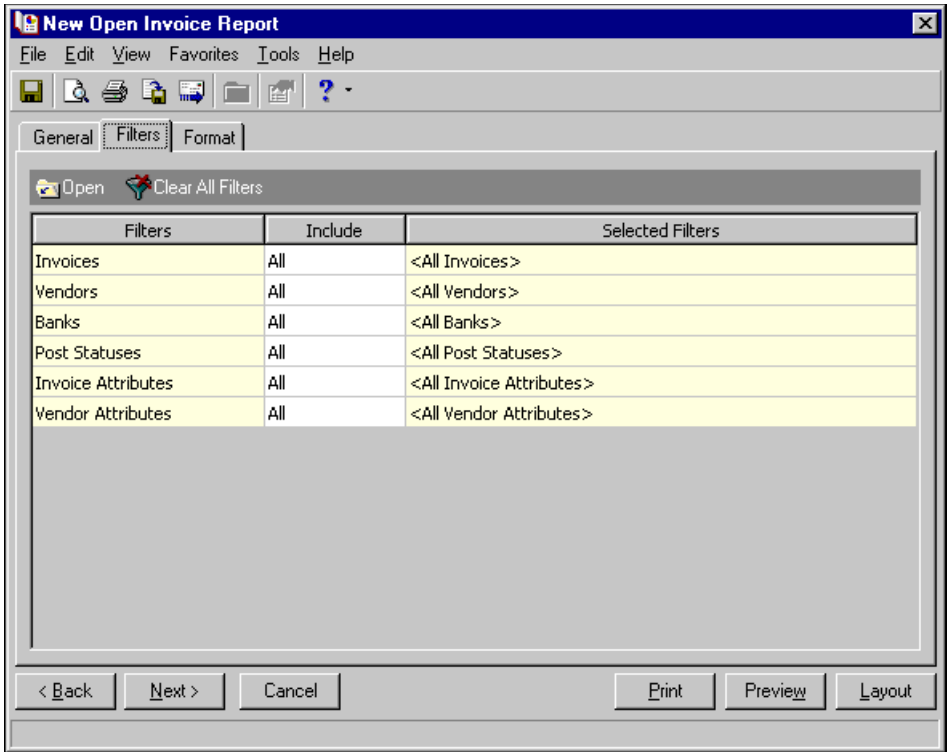 New Open Invoice Report
File Edit View Favorites Tools Help
?
General Filters Format
Open Clear All Filters
Filters Include Selected Filters
Invoices All <All Invoices>
Vendors All <All Vendors>
Banks All <All Banks>
Post Statuses All <All Post Statuses>
Invoice Attributes All <All Invoice Attributes>
Vendor Attributes All <All Vendor Attributes>
< Back Next > Cancel Print Preview Layout